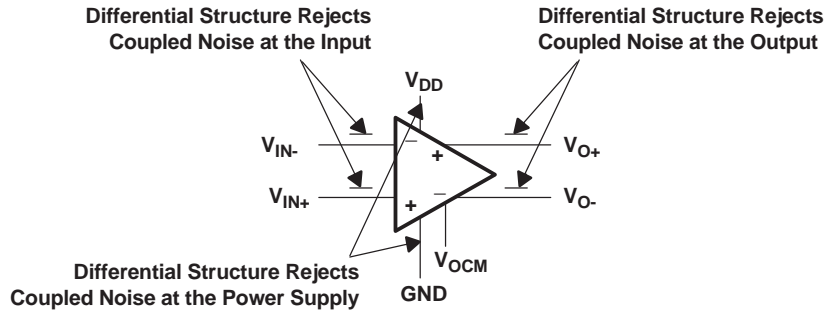 Differential Structure Rejects
Coupled Noise at the Input
Differential Structure Rejects
Coupled Noise at the Output
VDD
VIN-
–
+
VO+
VIN+
+
–
VO-
VOCM
Differential Structure Rejects
Coupled Noise at the Power Supply
GND